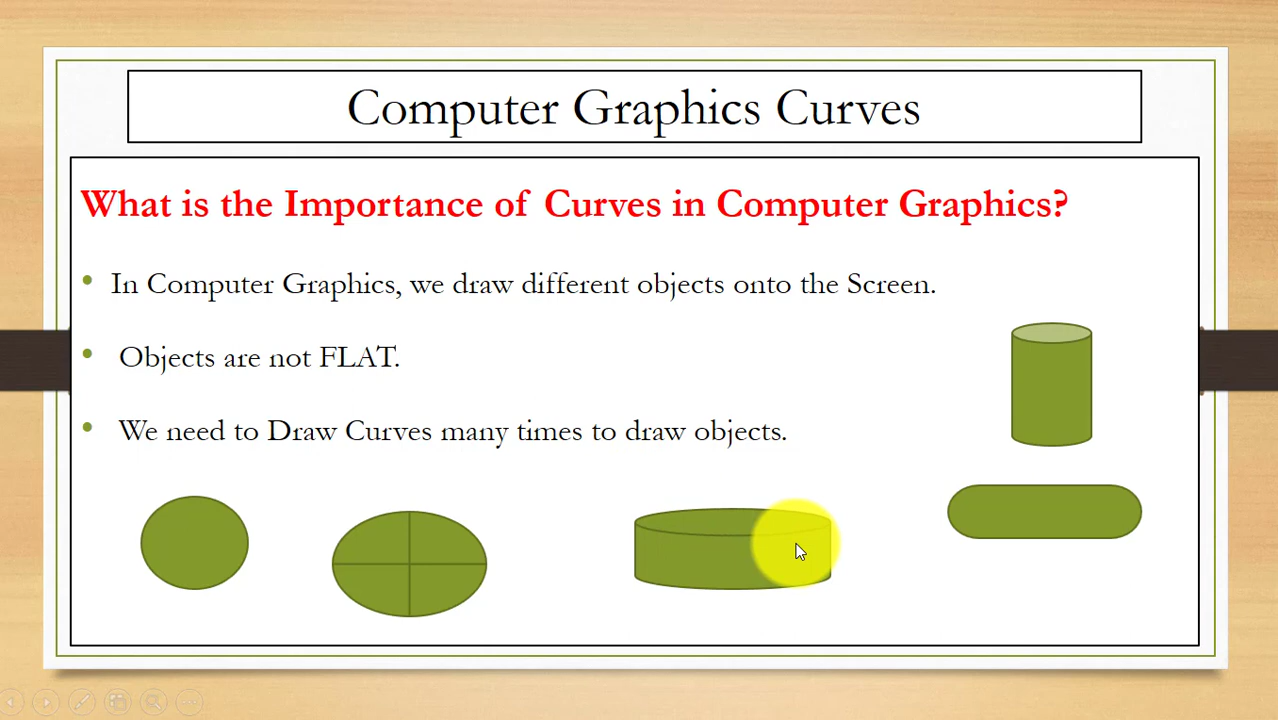 Computer Graphics Curves
What is the Importance of Curves in Computer Graphics?
• In Computer Graphics, we draw different objects onto the Screen.
• Objects are not FLAT.
• We need to Draw Curves many times to draw objects.